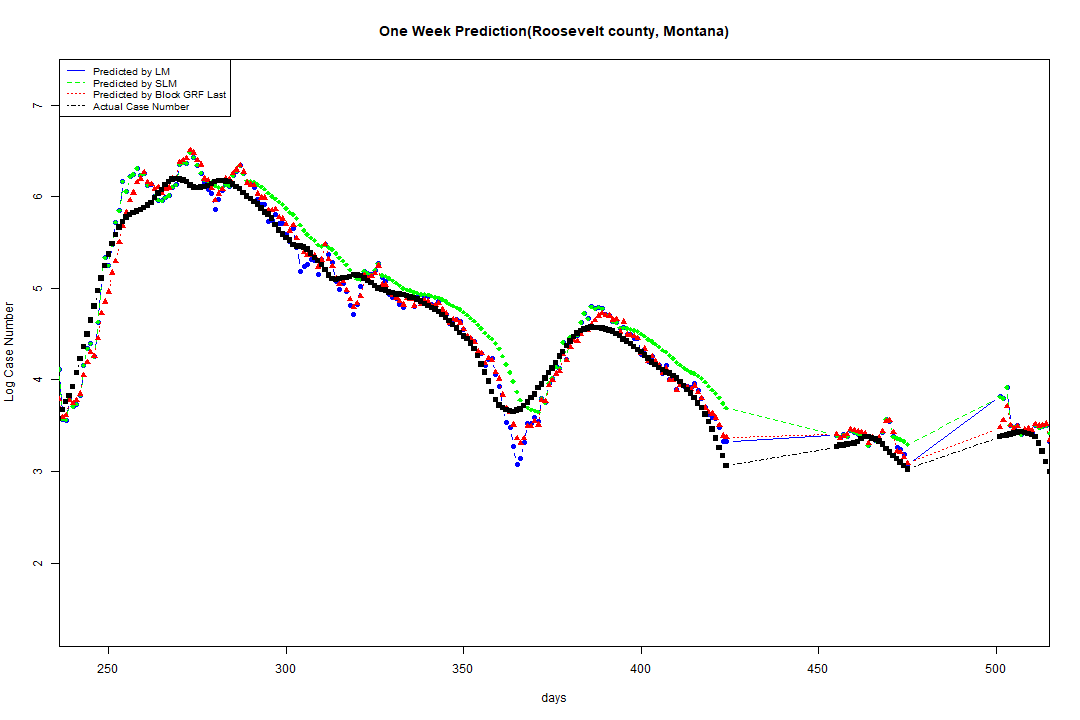 One Week Prediction(Roosevelt county, Montana)
Predicted by LM
Predicted by SLM
Predicted by Block GRF Last
Actual Case Number
7
6
5
4
3
2
Log Case Number
250 300 350 400 450 500
days